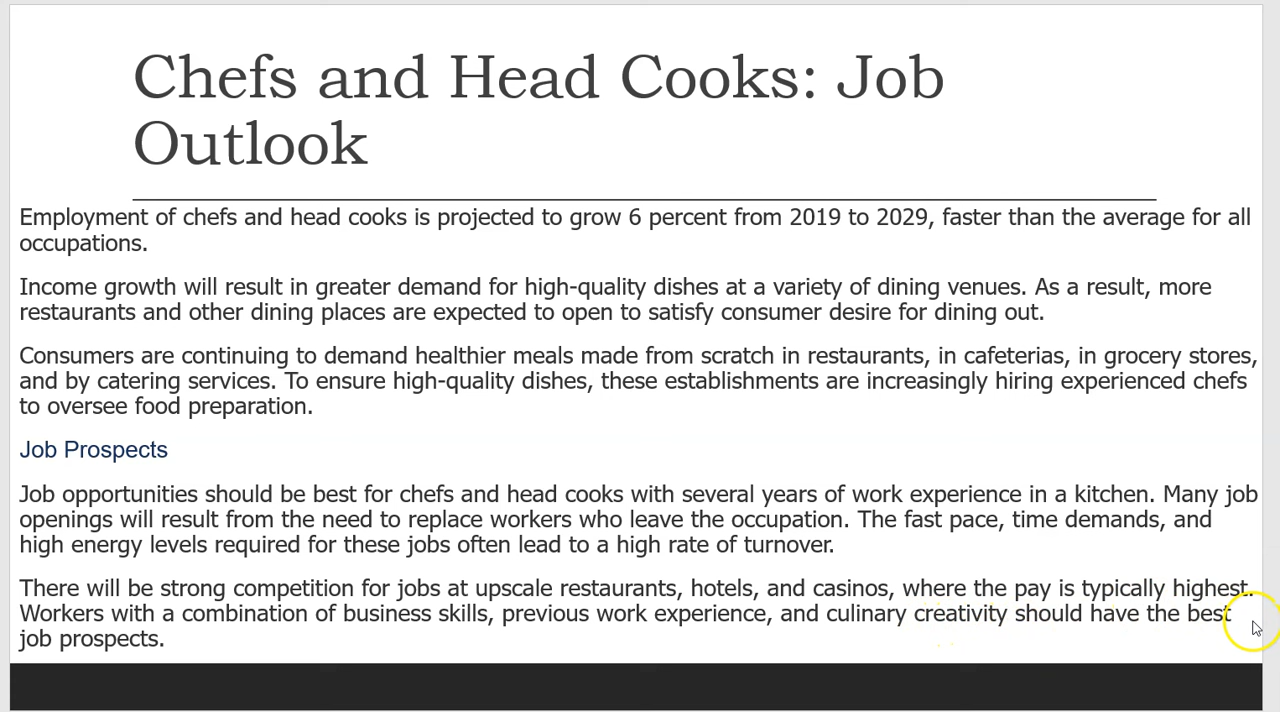 Chefs and Head Cooks: Job
Outlook
Employment of chefs and head cooks is projected to grow 6 percent from 2019 to 2029, faster than the average for all
occupations.
Income growth will result in greater demand for high-quality dishes at a variety of dining venues. As a result, more
restaurants and other dining places are expected to open to satisfy consumer desire for dining out.
Consumers are continuing to demand healthier meals made from scratch in restaurants, in cafeterias, in grocery stores,
and by catering services. To ensure high-quality dishes, these establishments are increasingly hiring experienced chefs
to oversee food preparation.
Job Prospects
Job opportunities should be best for chefs and head cooks with several years of work experience in a kitchen. Many job
openings will result from the need to replace workers who leave the occupation. The fast pace, time demands, and
high energy levels required for these jobs often lead to a high rate of turnover.
There will be strong competition for jobs at upscale restaurants, hotels, and casinos, where the pay is typically highest.
Workers with a combination of business skills, previous work experience, and culinary creativity should have the best
job prospects.